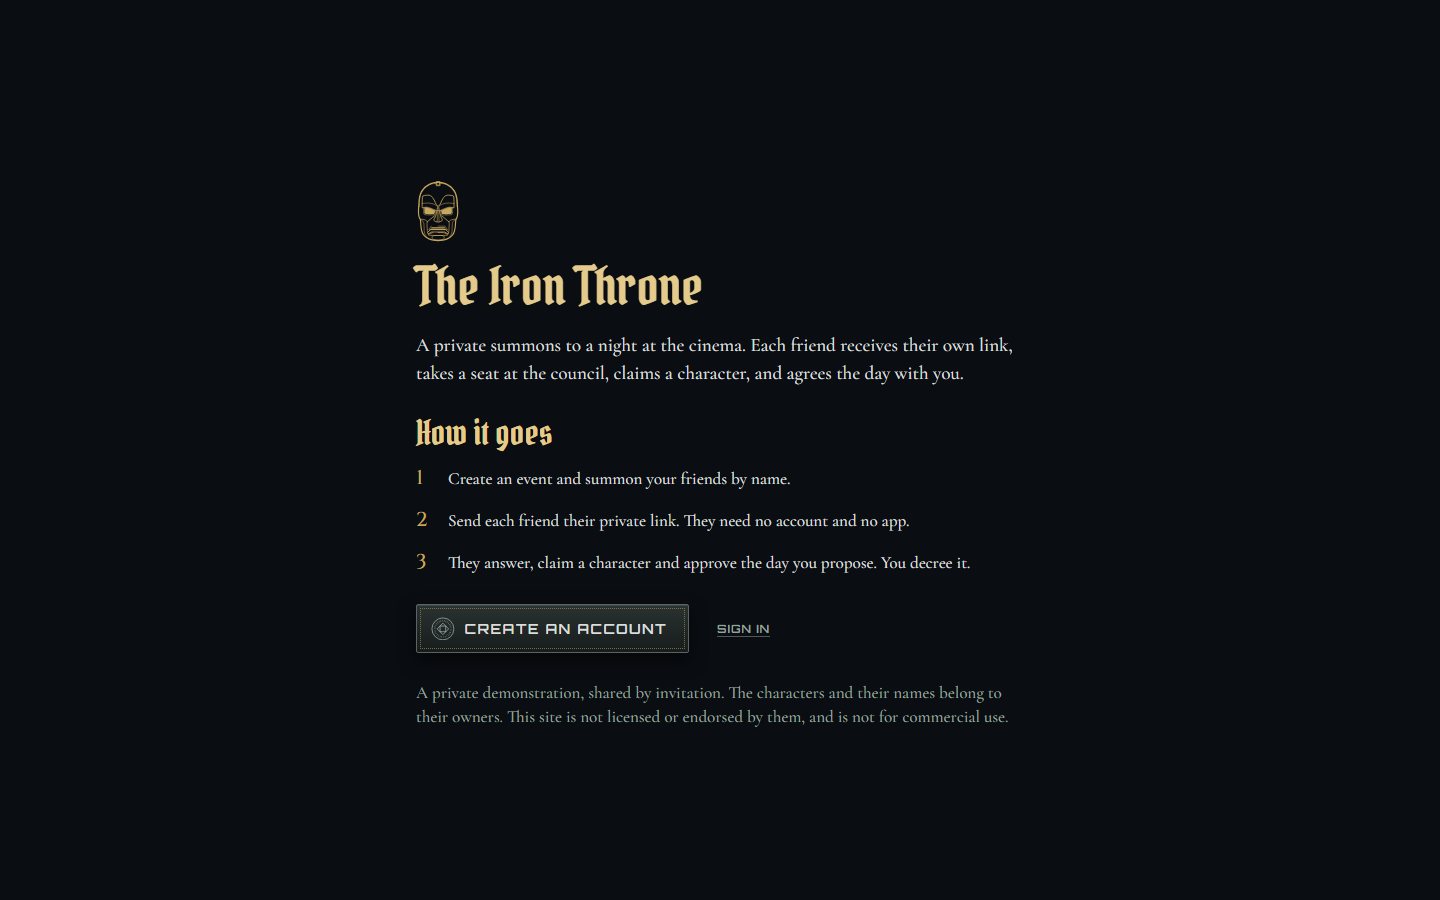 The Iron Throne
A private summons to a night at the cinema. Each friend receives their own link,
takes a seat at the council, claims a character, and agrees the day with you.
How it goes
1 Create an event and summon your friends by name.
2 Send each friend their private link. They need no account and no app.
3 They answer, claim a character and approve the day you propose. You decree it.
CREATE AN ACCOUNT SIGN IN
A private demonstration, shared by invitation. The characters and their names belong to
their owners. This site is not licensed or endorsed by them, and is not for commercial use.